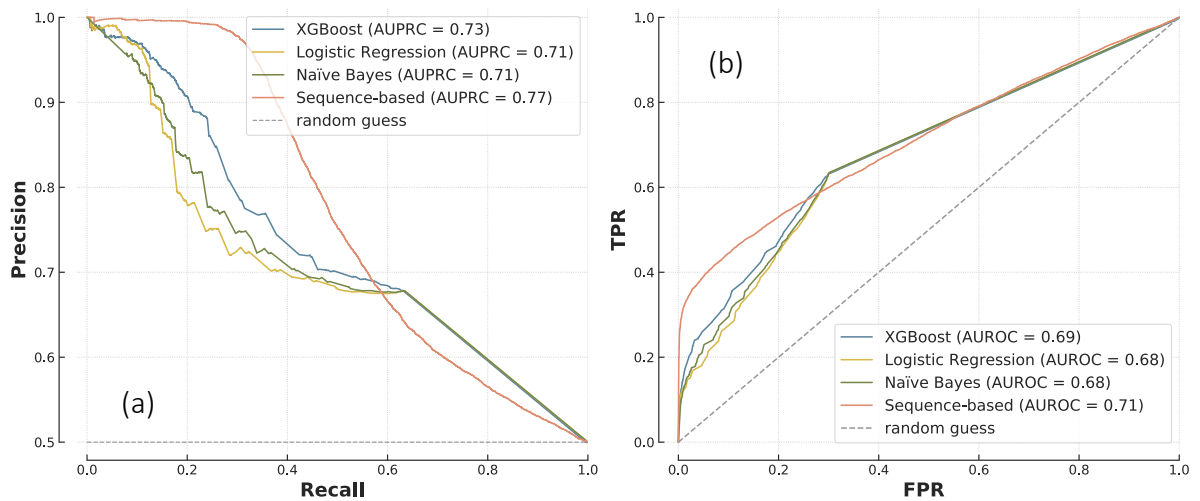 1.0
0.9
0.8
0.7
0.6
0.5
Precision
0.0
0.2
0.4
0.6
0.8
1.0
Recall
XGBoost (AUPRC = 0.73)
Logistic Regression (AUPRC = 0.71)
Naïve Bayes (AUPRC = 0.71)
Sequence-based (AUPRC = 0.77)
random guess
(a)
1.0
0.8
0.6
0.4
0.2
0.0
TPR
0.0
0.2
0.4
0.6
0.8
1.0
FPR
(b)
XGBoost (AUROC = 0.69)
Logistic Regression (AUROC = 0.68)
Naïve Bayes (AUROC = 0.68)
Sequence-based (AUROC = 0.71)
random guess